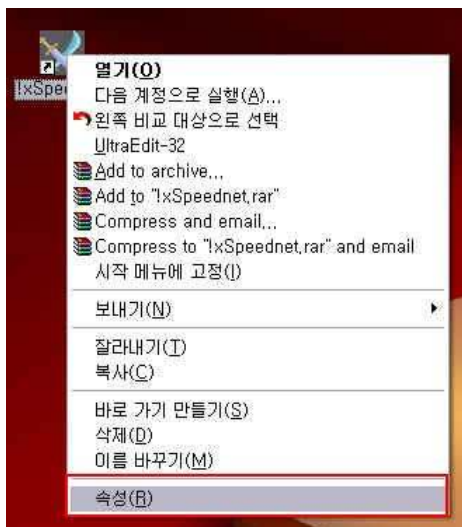 !xSpe
열기(O)
다음 계정으로 실행(A)...
왼쪽 비교 대상으로 선택
UltraEdit-32
Add to archive...
Add to "!xSpeednet.rar"
Compress and email...
Compress to "!xSpeednet.rar" and email
시작 메뉴에 고정(I)
보내기(N)
잘라내기(T)
복사(C)
바로 가기 만들기(S)
삭제(D)
이름 바꾸기(M)
속성(R)